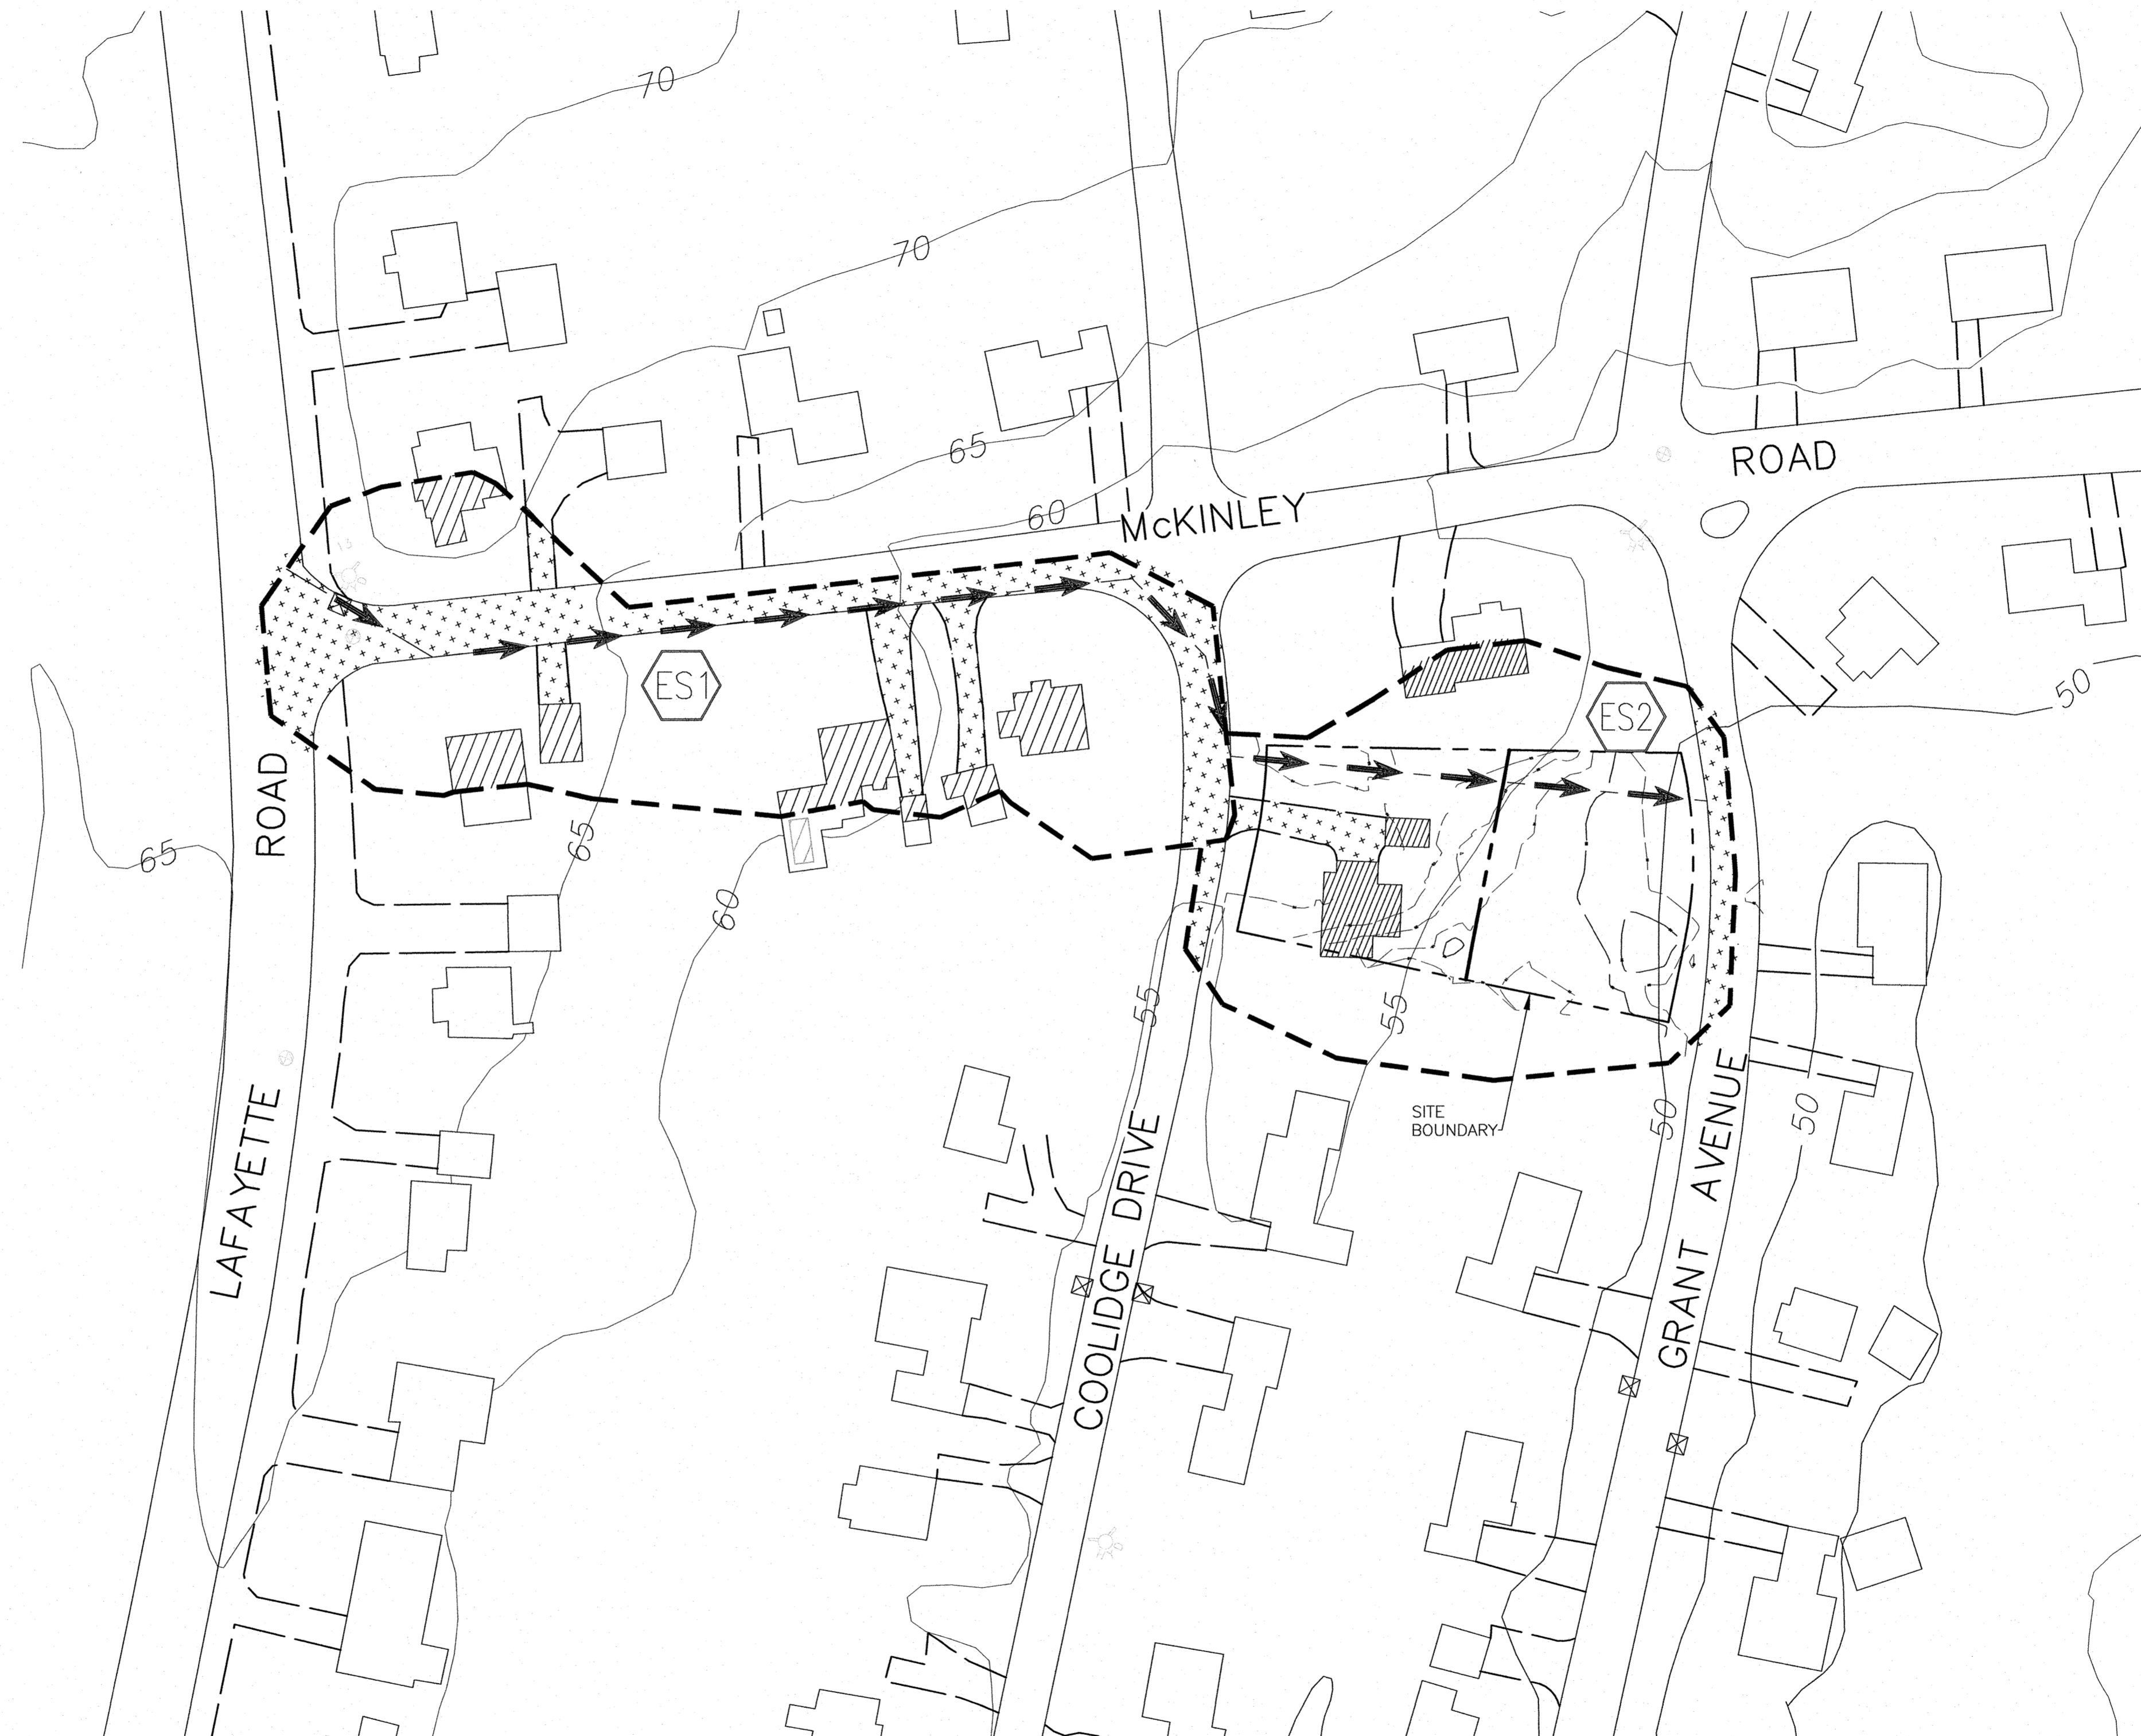 70
70
65
60
McKINLEY
ROAD
ES1
ES2
50
ROAD
65
65
60
55
55
SITE
BOUNDARY
50
50
LAFAYETTE
COOLIDGE DRIVE
GRANT AVENUE